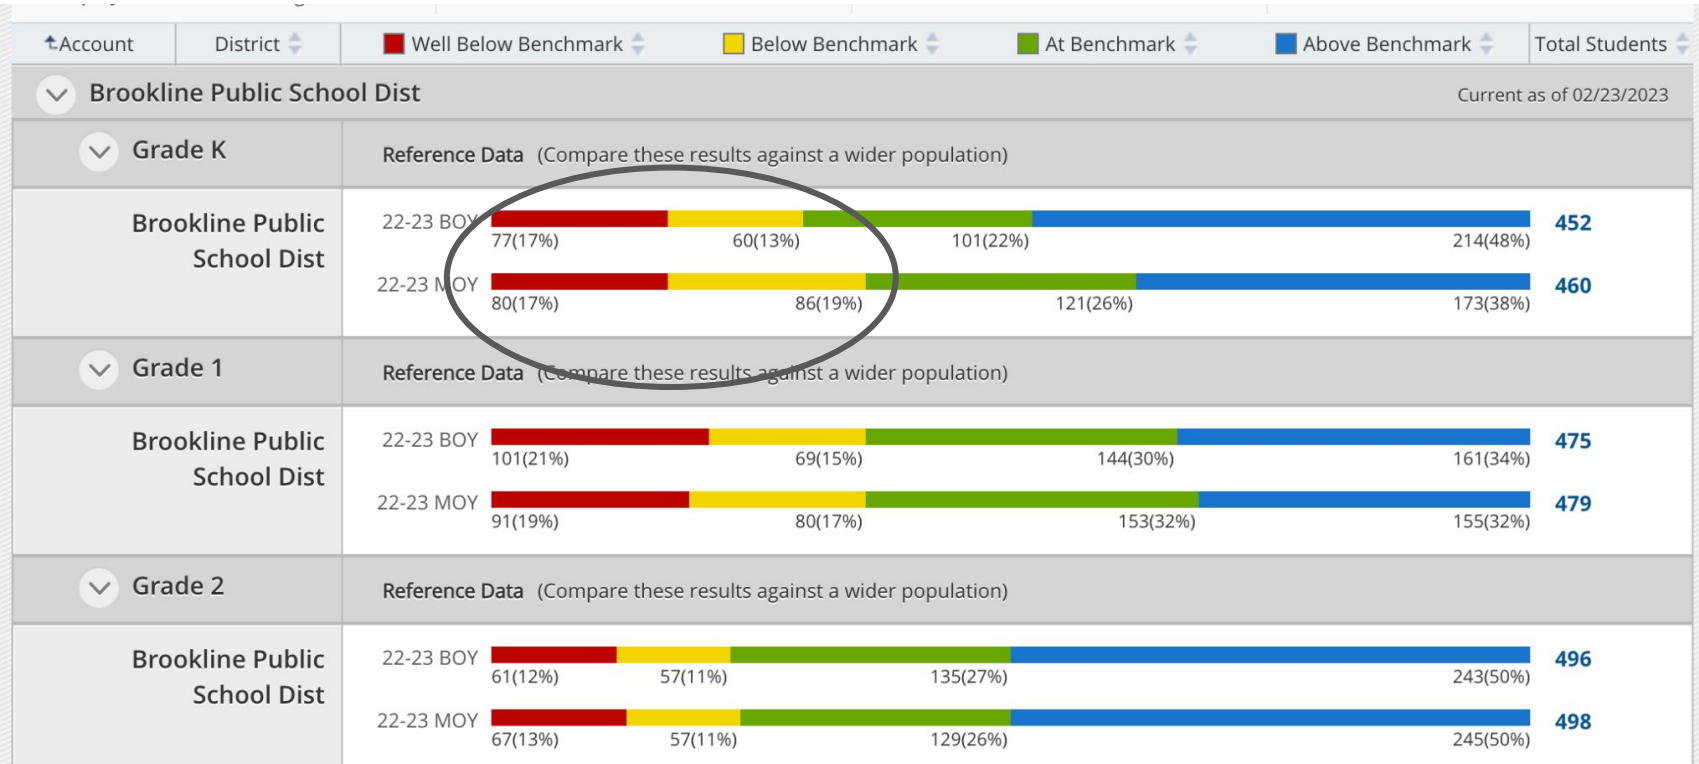 Account District Well Below Benchmark Below Benchmark At Benchmark Above Benchmark Total Students
Brookline Public School Dist Current as of 02/23/2023
Grade K Reference Data (Compare these results against a wider population)
Brookline Public
School Dist
22-23 BOY 452
77(17%) 60(13%) 101(22%) 214(48%)
22-23 MOY 460
80(17%) 86(19%) 121(26%) 173(38%)
Grade 1 Reference Data (Compare these results against a wider population)
Brookline Public
School Dist
22-23 BOY 475
101(21%) 69(15%) 144(30%) 161(34%)
22-23 MOY 479
91(19%) 80(17%) 153(32%) 155(32%)
Grade 2 Reference Data (Compare these results against a wider population)
Brookline Public
School Dist
22-23 BOY 496
61(12%) 57(11%) 135(27%) 243(50%)
22-23 MOY 498
67(13%) 57(11%) 129(26%) 245(50%)